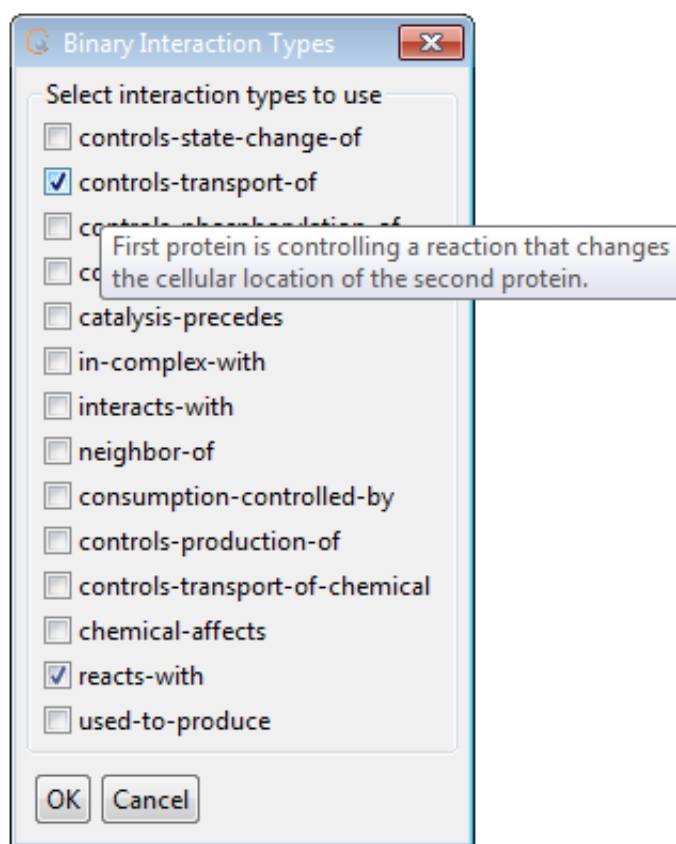 Binary Interaction Types
Select interaction types to use
controls-state-change-of
controls-transport-of
First protein is controlling a reaction that changes
the cellular location of the second protein.
catalysis-precedes
in-complex-with
interacts-with
neighbor-of
consumption-controlled-by
controls-production-of
controls-transport-of-chemical
chemical-affects
reacts-with
used-to-produce
OK Cancel